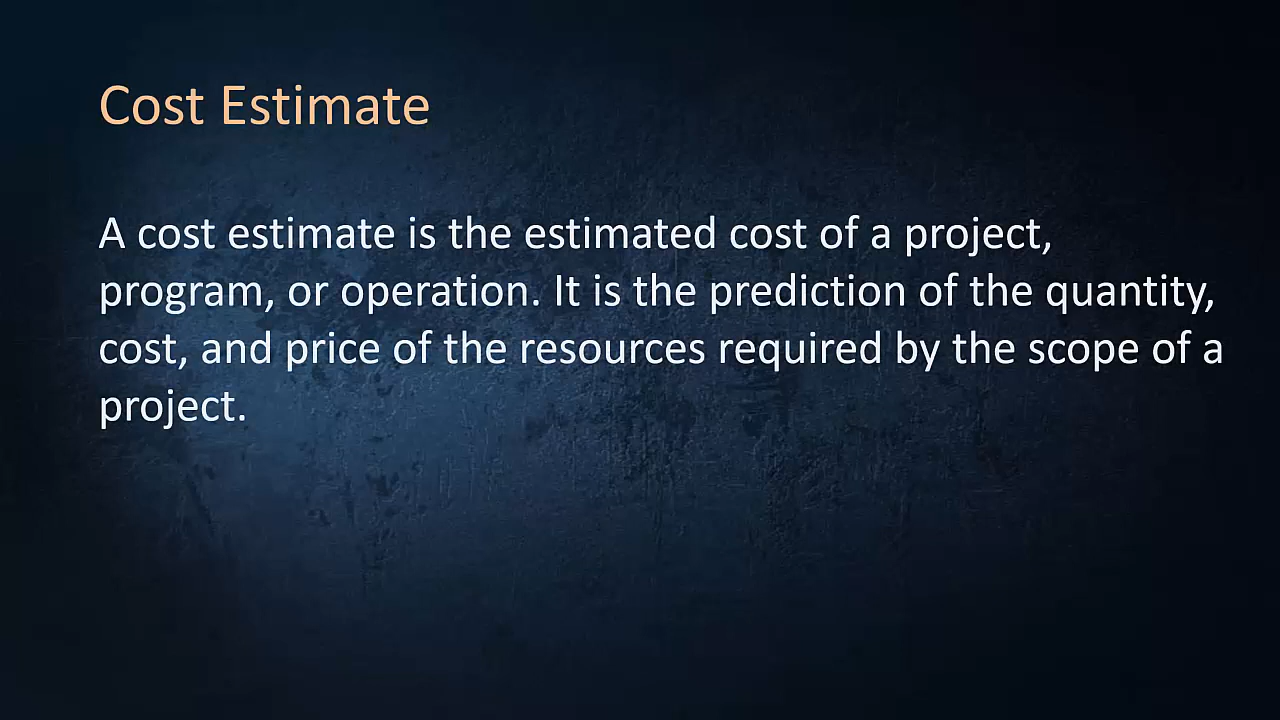 Cost Estimate
A cost estimate is the estimated cost of a project,
program, or operation. It is the prediction of the quantity,
cost, and price of the resources required by the scope of a
project.